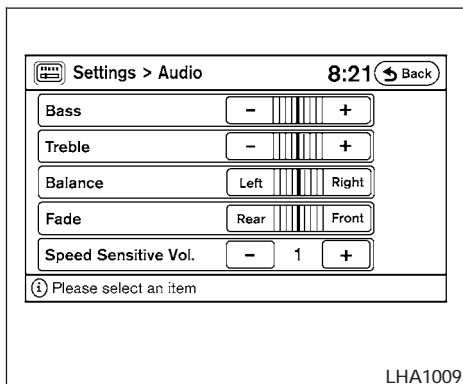 Settings > Audio 8:21 Back
Bass - +
Treble - +
Balance Left Right
Fade Rear Front
Speed Sensitive Vol. - 1 +
i Please select an item
LHA1009